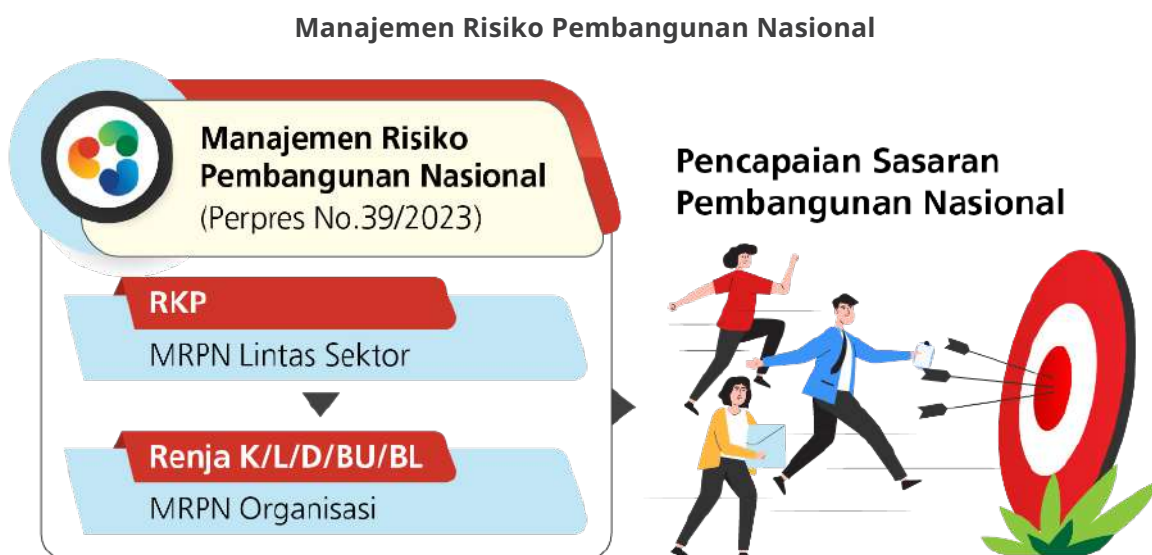 Manajemen Risiko Pembangunan Nasional
Manajemen Risiko
Pembangunan Nasional
(Perpres No.39/2023)
RKP
MRPN Lintas Sektor
Renja K/L/D/BU/BL
MRPN Organisasi
Pencapaian Sasaran
Pembangunan Nasional